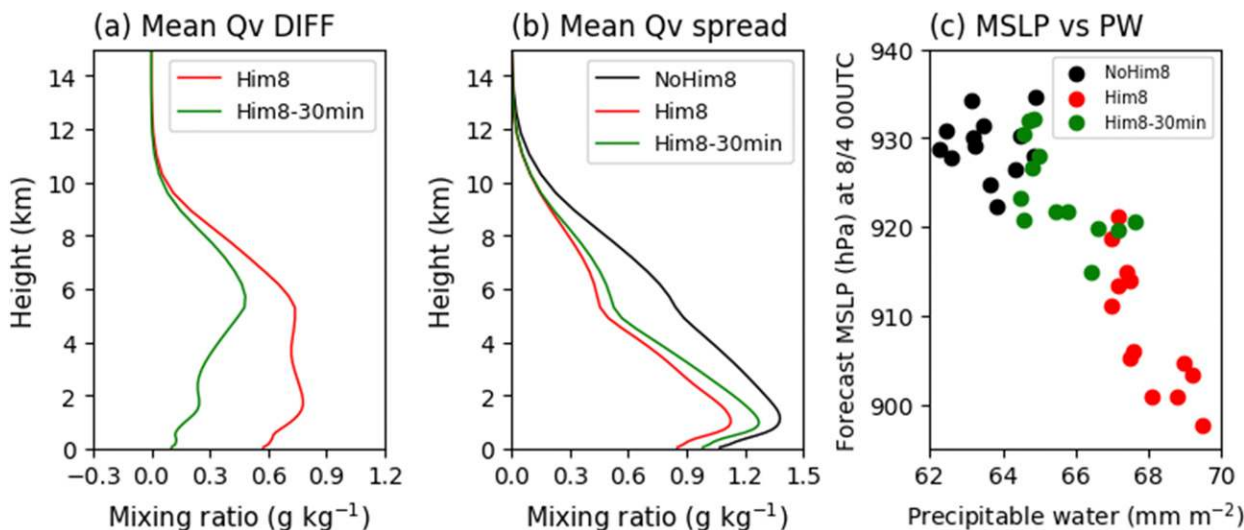 (a) Mean Qv DIFF
Height (km)
14
12
10
8
6
4
2
0
−0.3 0.0 0.3 0.6 0.9 1.2
Mixing ratio (g kg⁻¹)
Him8
Him8-30min
(b) Mean Qv spread
Height (km)
14
12
10
8
6
4
2
0
0.0 0.3 0.6 0.9 1.2 1.5
Mixing ratio (g kg⁻¹)
NoHim8
Him8
Him8-30min
(c) MSLP vs PW
Forecast MSLP (hPa) at 8/4 00UTC
940
930
920
910
900
62 64 66 68 70
Precipitable water (mm m⁻²)
NoHim8
Him8
Him8-30min